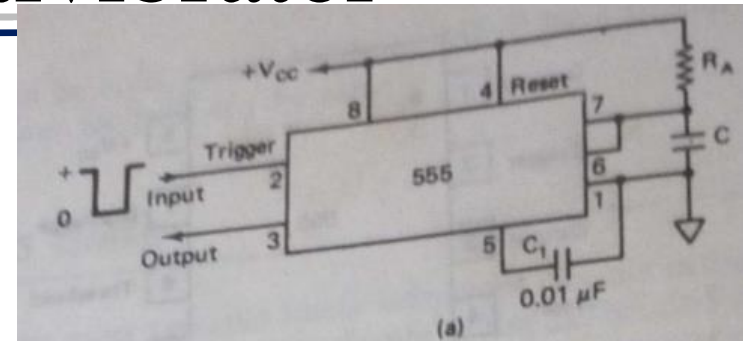 +VCC
8
4 Reset
7
RA
Trigger
2
555
6
C
+
0
Input
1
Output
3
5
C1
0.01 μF
(a)